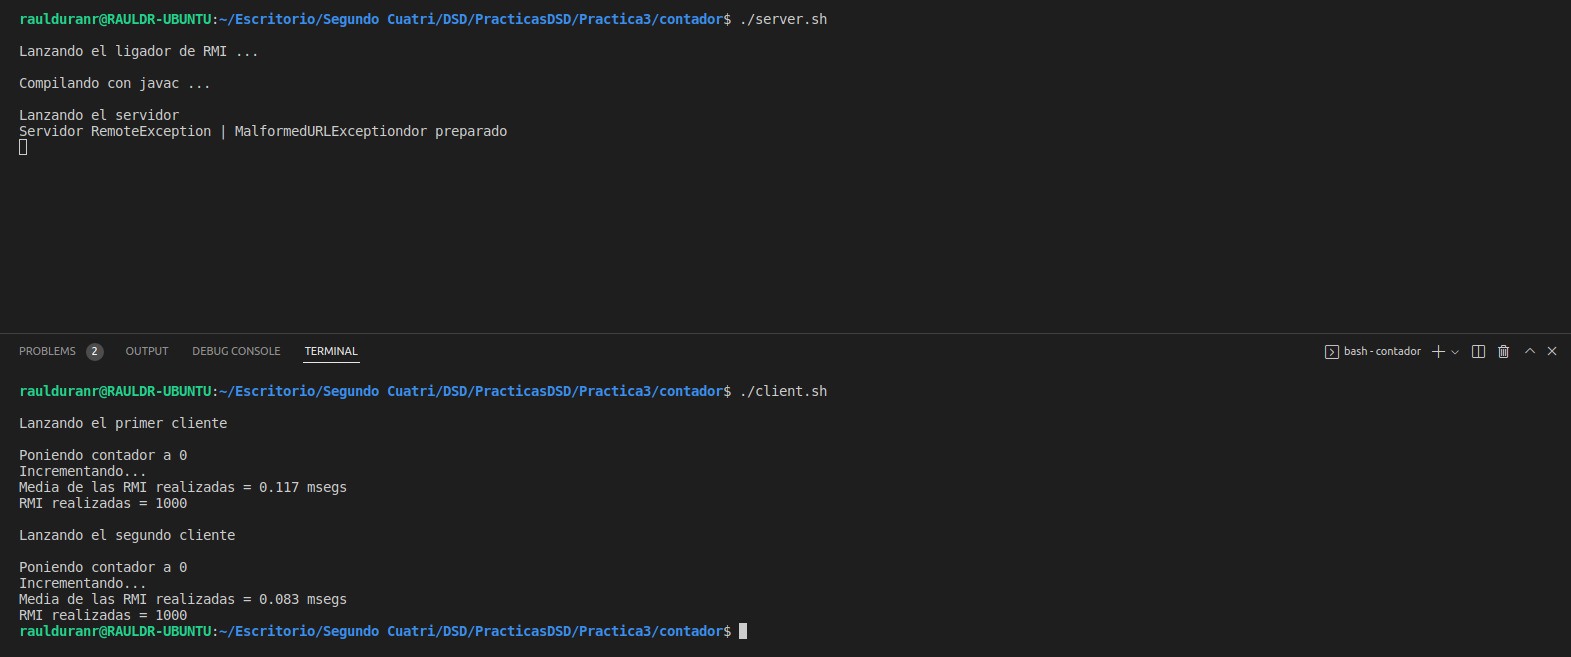 raulduranr@RAULDR-UBUNTU:~/Escritorio/Segundo Cuatri/DSD/PracticasDSD/Practica3/contador$ ./server.sh
Lanzando el ligador de RMI ...
Compilando con javac ...
Lanzando el servidor
Servidor RemoteException | MalformedURLExceptiondor preparado
PROBLEMS 2 OUTPUT DEBUG CONSOLE TERMINAL bash - contador
raulduranr@RAULDR-UBUNTU:~/Escritorio/Segundo Cuatri/DSD/PracticasDSD/Practica3/contador$ ./client.sh
Lanzando el primer cliente
Poniendo contador a 0
Incrementando...
Media de las RMI realizadas = 0.117 msegs
RMI realizadas = 1000
Lanzando el segundo cliente
Poniendo contador a 0
Incrementando...
Media de las RMI realizadas = 0.083 msegs
RMI realizadas = 1000
raulduranr@RAULDR-UBUNTU:~/Escritorio/Segundo Cuatri/DSD/PracticasDSD/Practica3/contador$